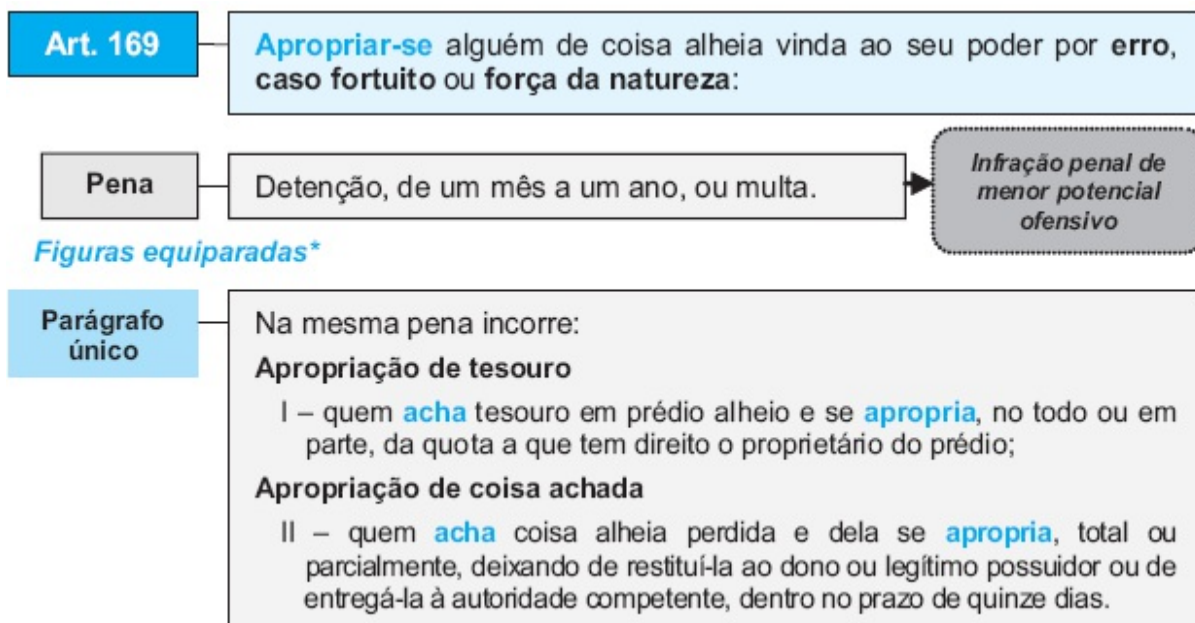 Art. 169
Apropriar-se alguém de coisa alheia vinda ao seu poder por erro,
caso fortuito ou força da natureza:
Pena
Detenção, de um mês a um ano, ou multa.
Infração penal de
menor potencial
ofensivo
Figuras equiparadas*
Parágrafo
único
Na mesma pena incorre:
Apropriação de tesouro
I – quem acha tesouro em prédio alheio e se apropria, no todo ou em
parte, da quota a que tem direito o proprietário do prédio;
Apropriação de coisa achada
II – quem acha coisa alheia perdida e dela se apropria, total ou
parcialmente, deixando de restituí-la ao dono ou legítimo possuidor ou de
entregá-la à autoridade competente, dentro no prazo de quinze dias.